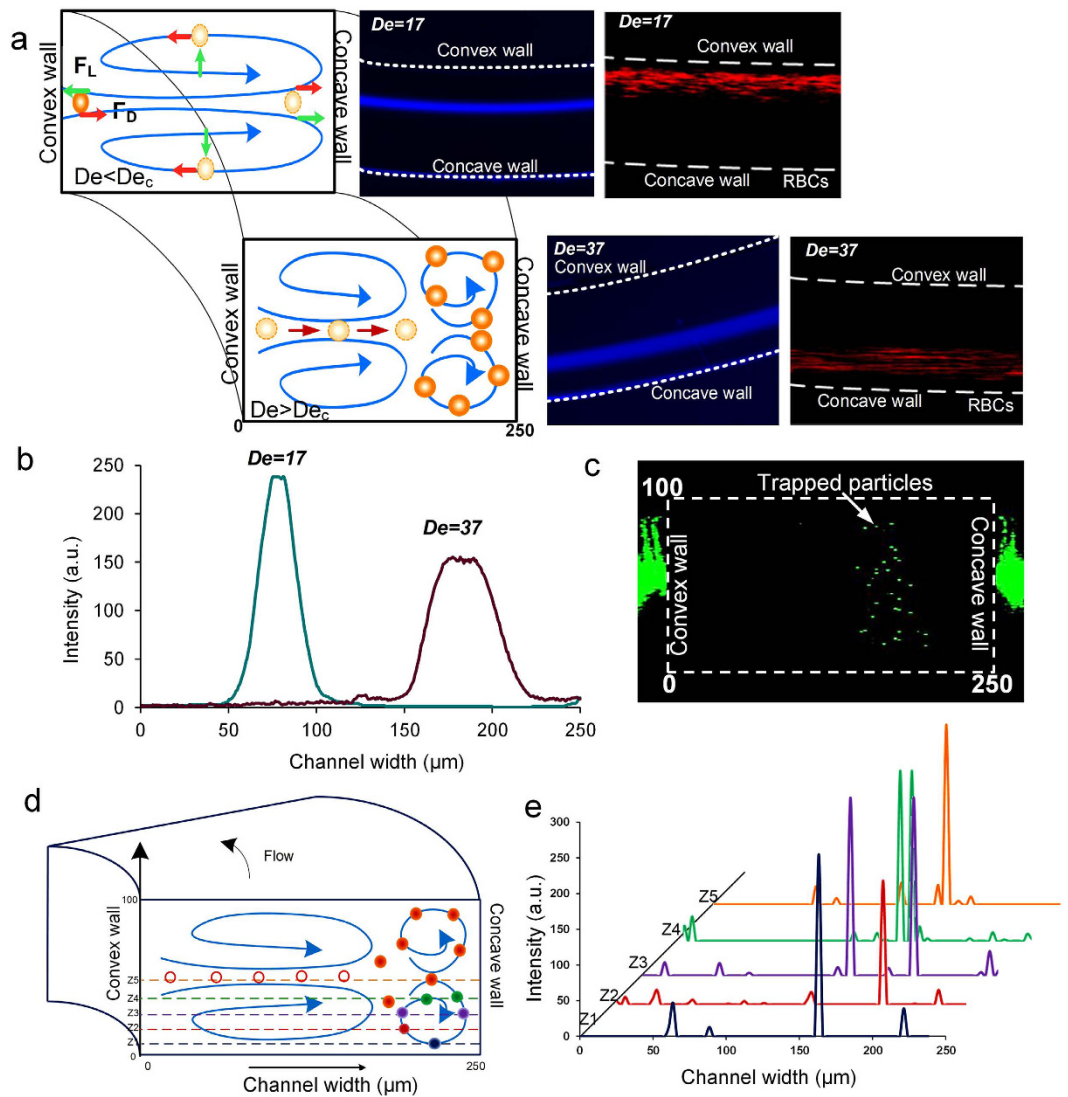 a
Convex wall
F_L
F_D
De<De_c
Concave wall
De=17
Convex wall
Concave wall
De=17
Convex wall
Concave wall
RBCs
Convex wall
De>De_c
Concave wall
0
250
De=37
Convex wall
Concave wall
De=37
Convex wall
Concave wall
RBCs
b
De=17
De=37
Intensity (a.u.)
250
200
150
100
50
0
0
50
100
150
200
250
Channel width (µm)
c
Trapped particles
100
Convex wall
Concave wall
0
250
d
Flow
100
Convex wall
Concave wall
Z5
Z4
Z3
Z2
Z1
0
0
250
Channel width (µm)
e
Intensity (a.u.)
300
250
200
150
100
50
0
Z5
Z4
Z3
Z2
Z1
0
50
100
150
200
250
Channel width (µm)